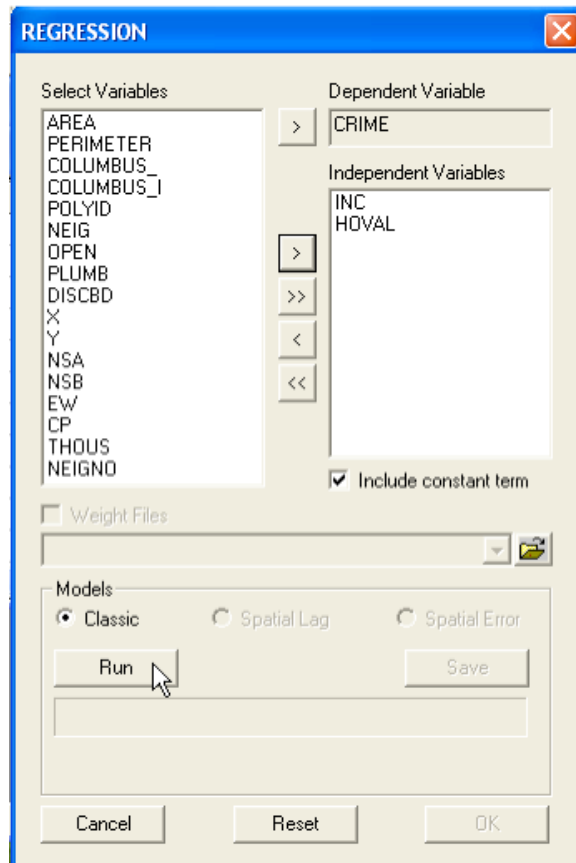 REGRESSION
Select Variables
AREA
PERIMETER
COLUMBUS_
COLUMBUS_I
POLYID
NEIG
OPEN
PLUMB
DISCBD
X
Y
NSA
NSB
EW
CP
THOUS
NEIGNO
>
>
>>
<
<<
Dependent Variable
CRIME
Independent Variables
INC
HOVAL
Include constant term
Weight Files
Models
Classic Spatial Lag Spatial Error
Run Save
Cancel Reset OK